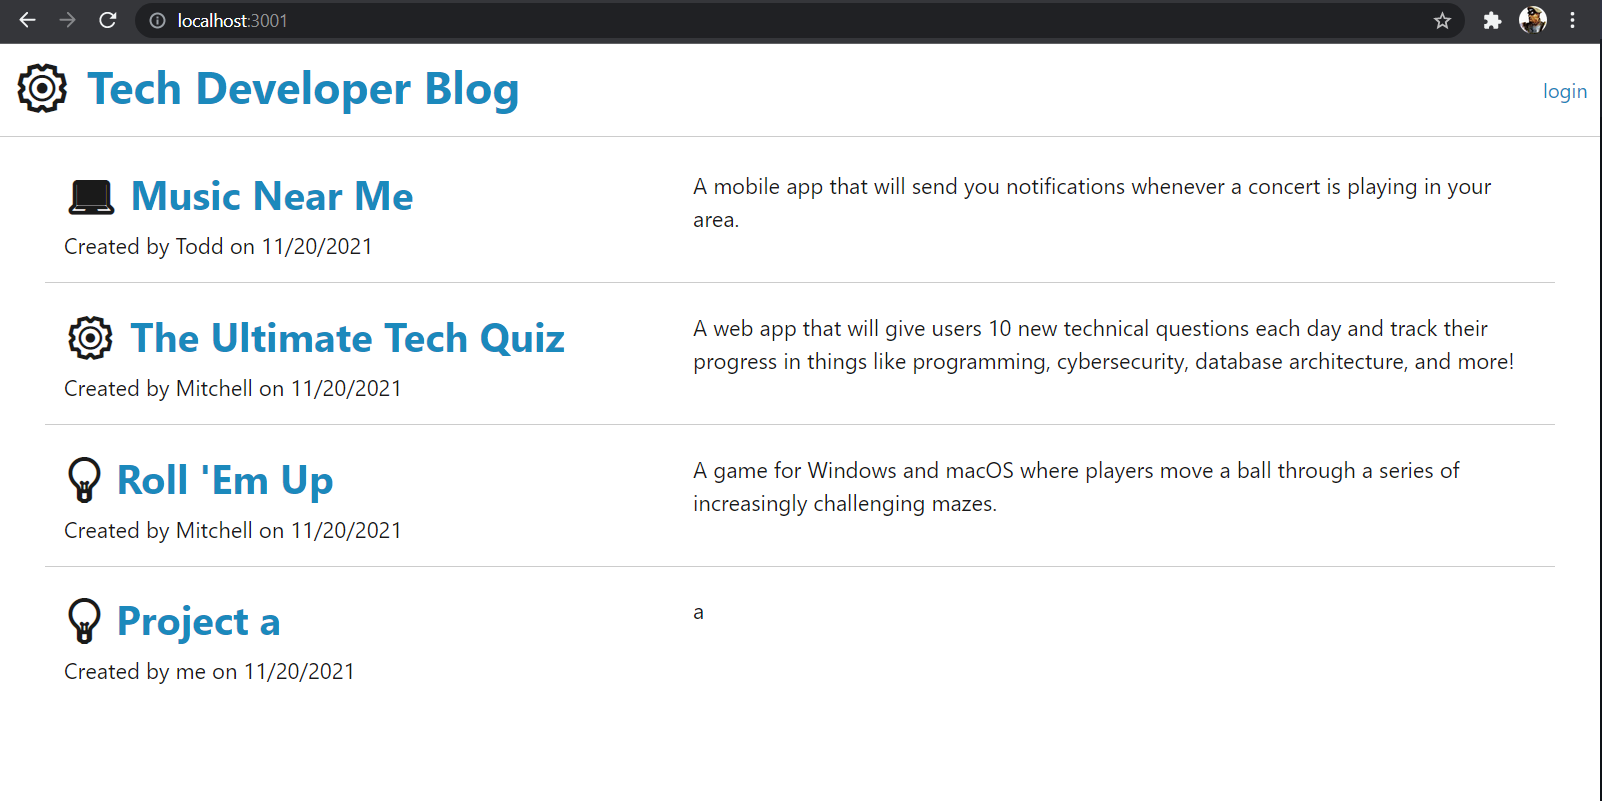 localhost:3001
Tech Developer Blog
login
Music Near Me
Created by Todd on 11/20/2021
A mobile app that will send you notifications whenever a concert is playing in your
area.
The Ultimate Tech Quiz
Created by Mitchell on 11/20/2021
A web app that will give users 10 new technical questions each day and track their
progress in things like programming, cybersecurity, database architecture, and more!
Roll 'Em Up
Created by Mitchell on 11/20/2021
A game for Windows and macOS where players move a ball through a series of
increasingly challenging mazes.
Project a
Created by me on 11/20/2021
a